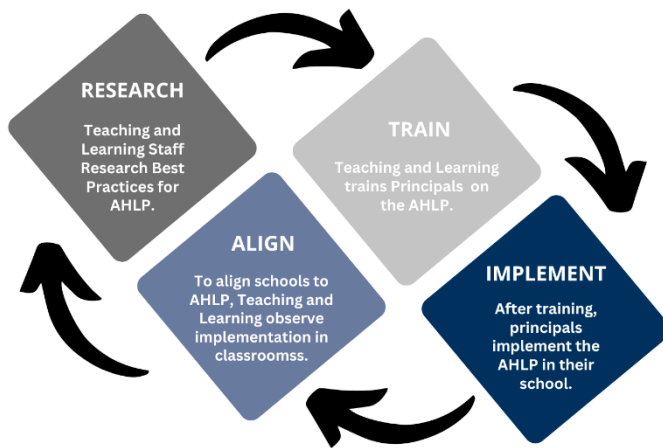 RESEARCH
Teaching and
Learning Staff
Research Best
Practices for
AHLP.
TRAIN
Teaching and Learning
trains Principals on
the AHLP.
ALIGN
To align schools to
AHLP, Teaching and
Learning observe
implementation in
classroomss.
IMPLEMENT
After training,
principals
implement the
AHLP in their
school.